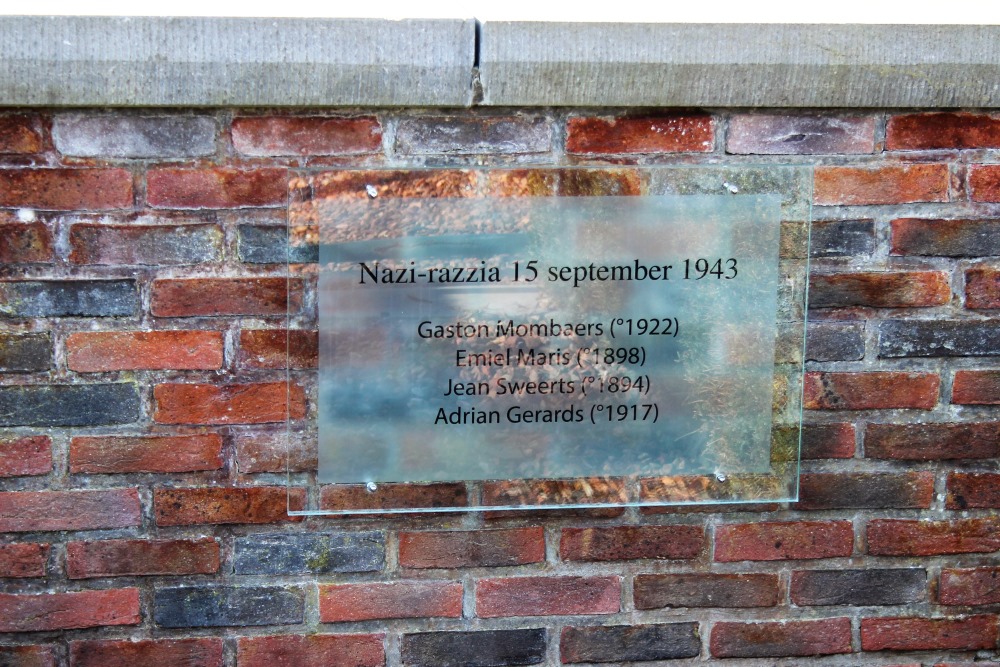 Nazi-razzia 15 september 1943
Gaston Mombaers (°1922)
Emiel Maris (°1898)
Jean Sweerts (°1894)
Adrian Gerards (°1917)